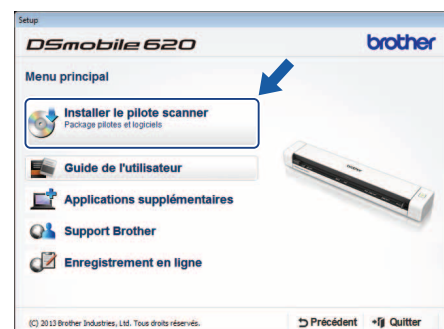 Setup
DSmobile 620
brother
Menu principal
Installer le pilote scanner
Package pilotes et logiciels
Guide de l'utilisateur
Applications supplémentaires
Support Brother
Enregistrement en ligne
(C) 2013 Brother Industries, Ltd. Tous droits réservés.
Précédent
Quitter